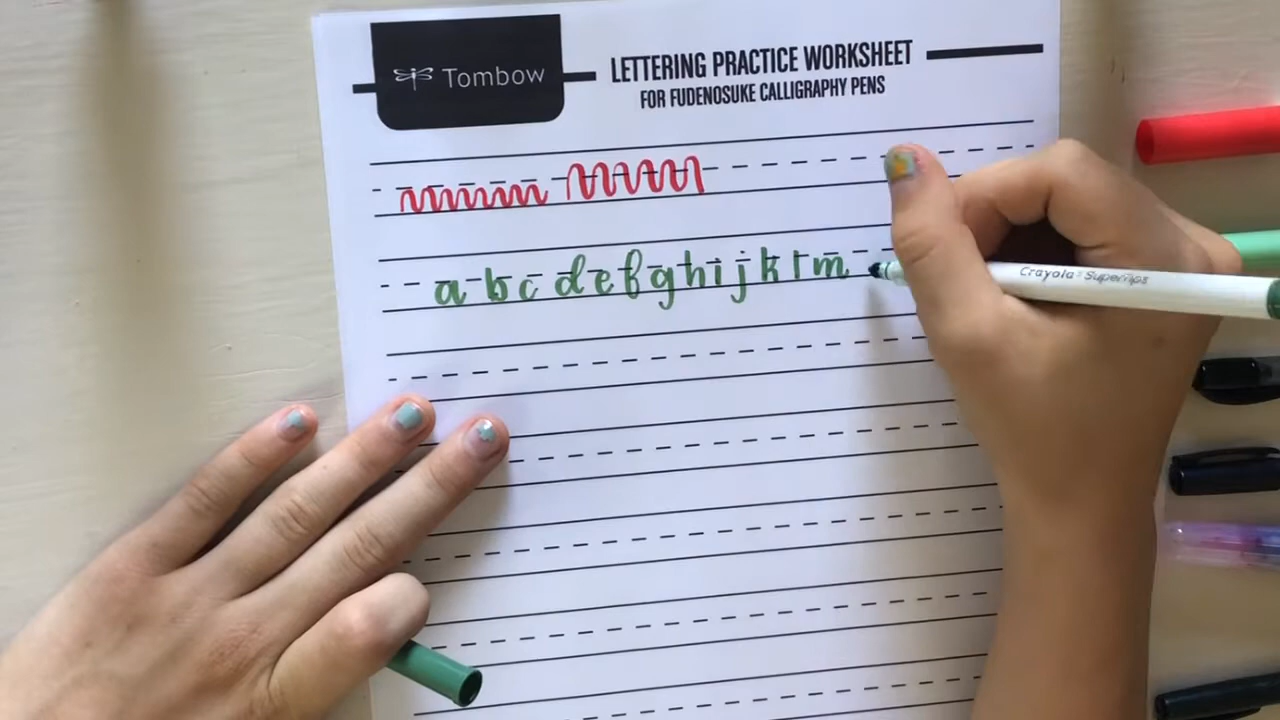 Tombow
LETTERING PRACTICE WORKSHEET
FOR FUDENOSUKE CALLIGRAPHY PENS
a b c d e f g h i j k l m
Crayola SuperTips